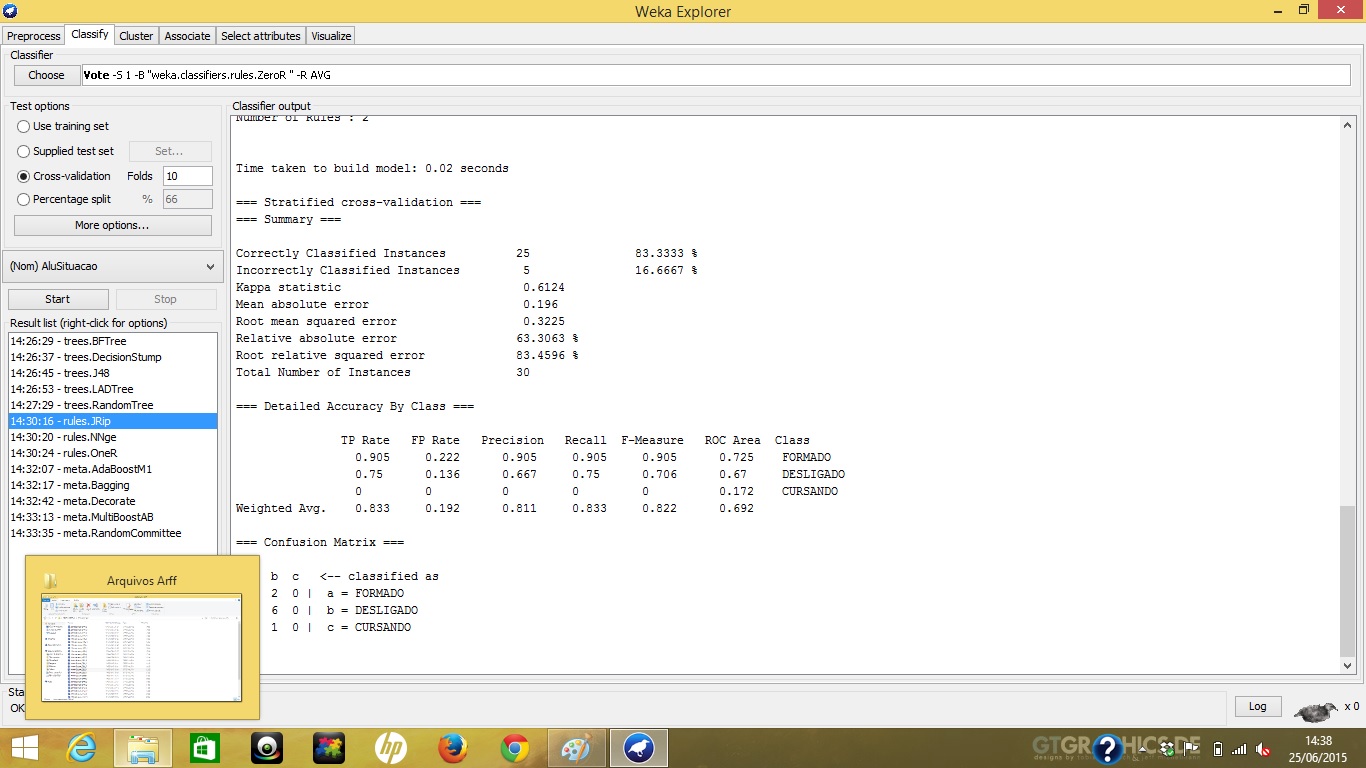 Weka Explorer
Preprocess Classify Cluster Associate Select attributes Visualize
Classifier
Choose Vote -S 1 -B "weka.classifiers.rules.ZeroR " -R AVG
Test options
Use training set
Supplied test set Set...
Cross-validation Folds 10
Percentage split % 66
More options...
(Nom) AluSituacao
Start Stop
Result list (right-click for options)
14:26:29 - trees.BFTree
14:26:37 - trees.DecisionStump
14:26:45 - trees.J48
14:26:53 - trees.LADTree
14:27:29 - trees.RandomTree
14:30:16 - rules.JRip
14:30:20 - rules.NNge
14:30:24 - rules.OneR
14:32:07 - meta.AdaBoostM1
14:32:17 - meta.Bagging
14:32:42 - meta.Decorate
14:33:13 - meta.MultiBoostAB
14:33:35 - meta.RandomCommittee
Classifier output
Number of Rules : 2
Time taken to build model: 0.02 seconds
=== Stratified cross-validation ===
=== Summary ===
Correctly Classified Instances 25 83.3333 %
Incorrectly Classified Instances 5 16.6667 %
Kappa statistic 0.6124
Mean absolute error 0.196
Root mean squared error 0.3225
Relative absolute error 63.3063 %
Root relative squared error 83.4596 %
Total Number of Instances 30
=== Detailed Accuracy By Class ===
TP Rate FP Rate Precision Recall F-Measure ROC Area Class
0.905 0.222 0.905 0.905 0.905 0.725 FORMADO
0.75 0.136 0.667 0.75 0.706 0.67 DESLIGADO
0 0 0 0 0 0.172 CURSANDO
Weighted Avg. 0.833 0.192 0.811 0.833 0.822 0.692
=== Confusion Matrix ===
b c <-- classified as
2 0 | a = FORMADO
6 0 | b = DESLIGADO
1 0 | c = CURSANDO
Arquivos Arff
Sta
OK
Log x 0
hp
GTGR PHICS.DE
14:38
25/06/2015